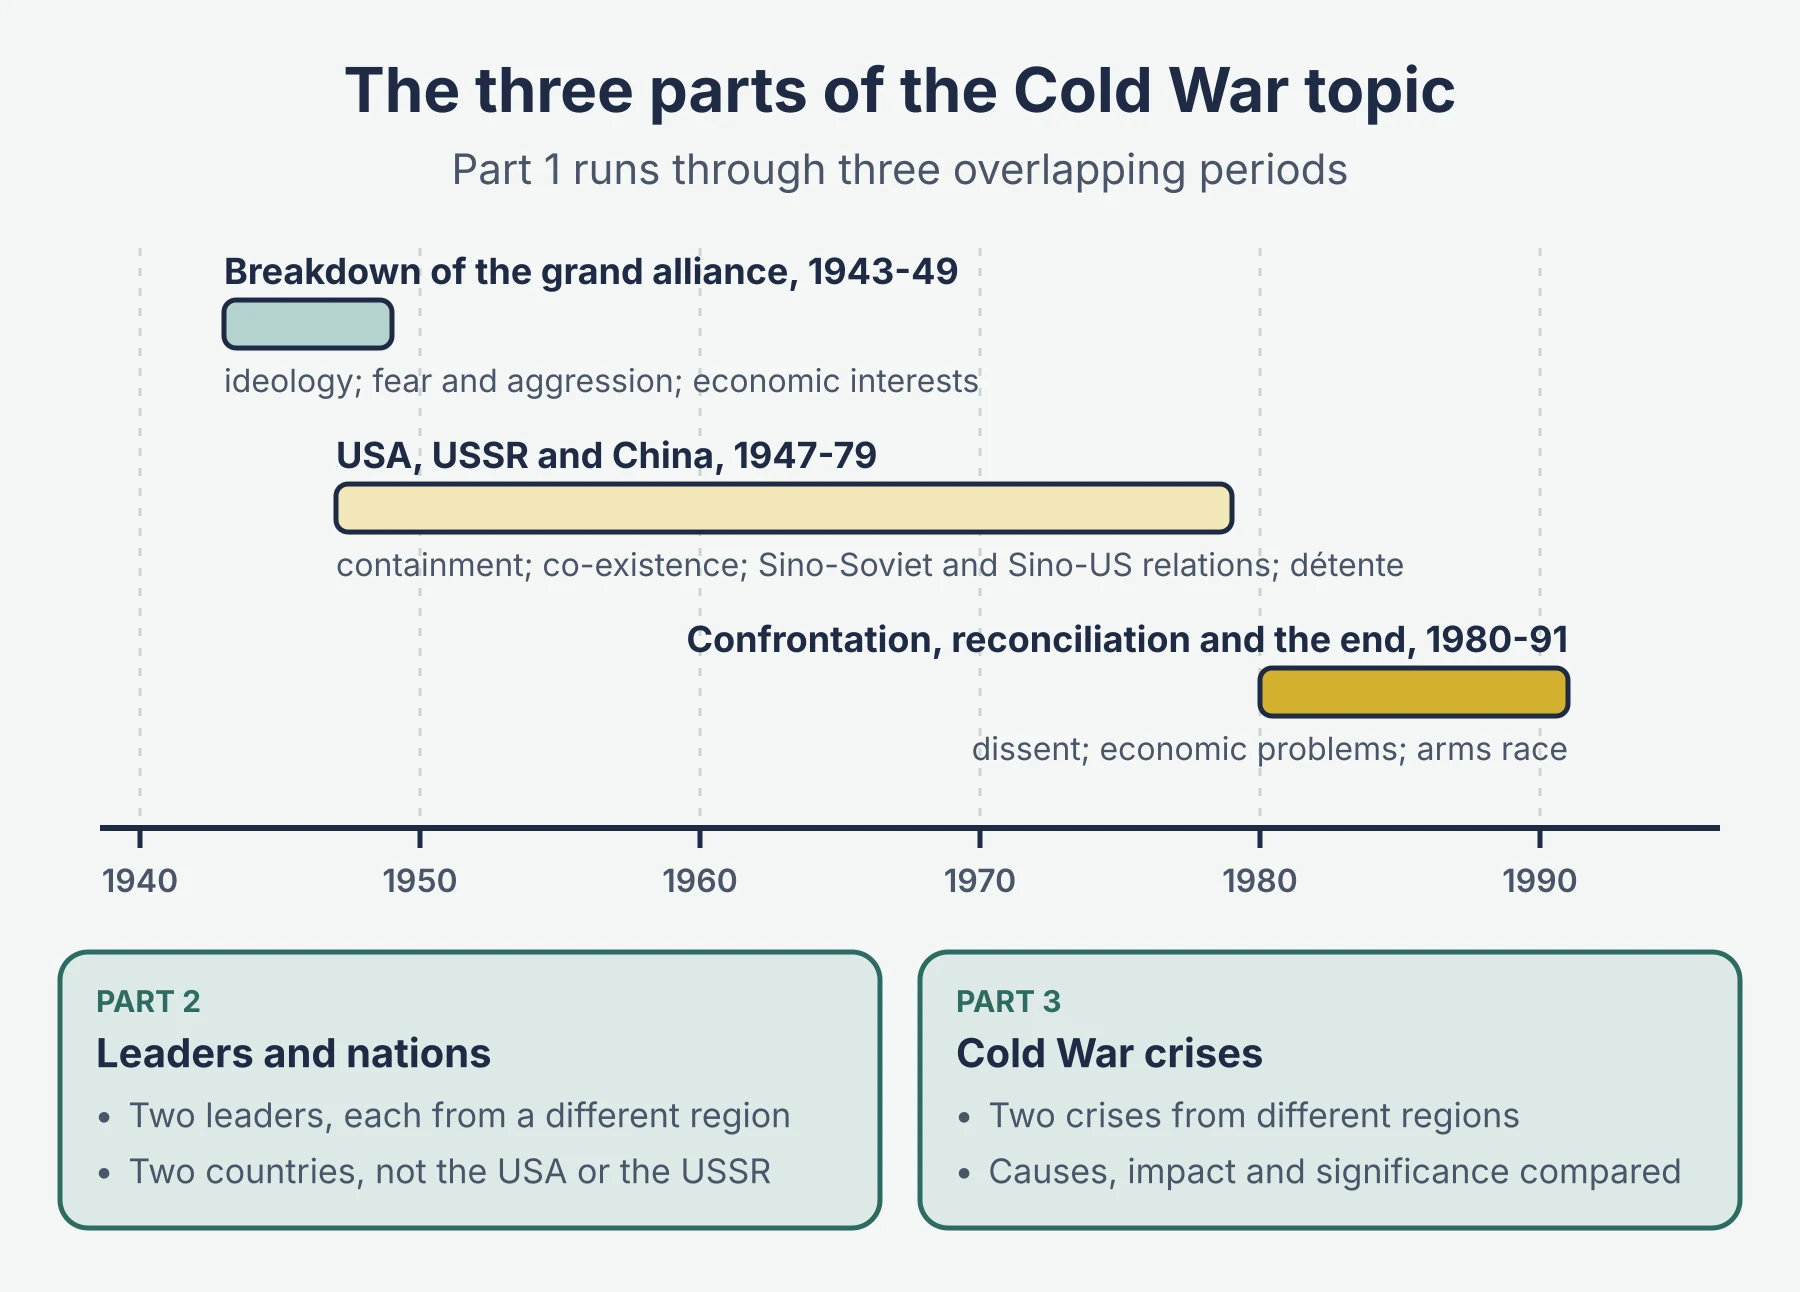 The three parts of the Cold War topic
Part 1 runs through three overlapping periods
Breakdown of the grand alliance, 1943-49
ideology; fear and aggression; economic interests
USA, USSR and China, 1947-79
containment; co-existence; Sino-Soviet and Sino-US relations; détente
Confrontation, reconciliation and the end, 1980-91
dissent; economic problems; arms race
1940 1950 1960 1970 1980 1990
PART 2
Leaders and nations
• Two leaders, each from a different region
• Two countries, not the USA or the USSR
PART 3
Cold War crises
• Two crises from different regions
• Causes, impact and significance compared